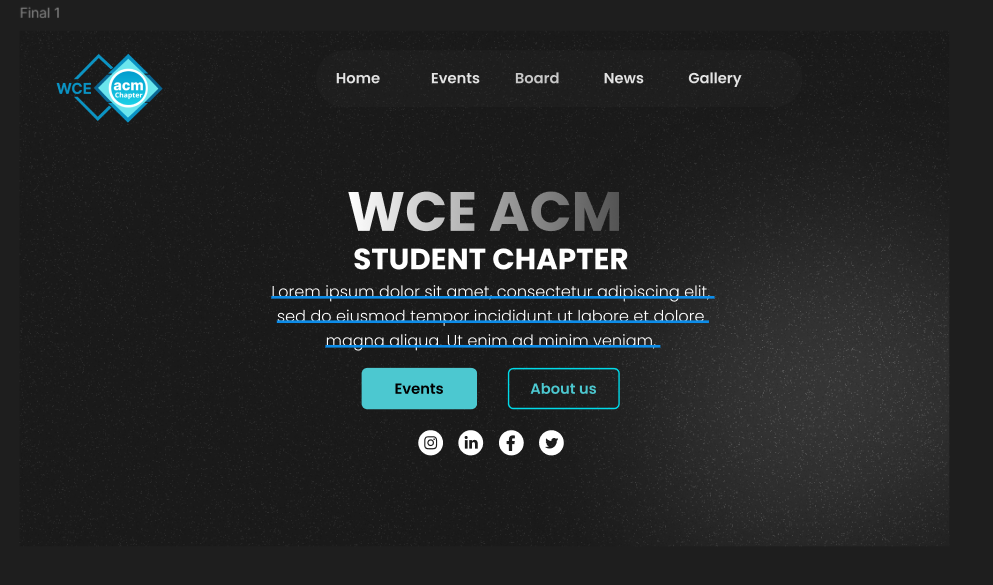 Final 1
WCE acm
Chapter
Home Events Board News Gallery
WCE ACM
STUDENT CHAPTER
Lorem ipsum dolor sit amet, consectetur adipiscing elit,
sed do eiusmod tempor incididunt ut labore et dolore
magna aliqua. Ut enim ad minim veniam,
Events About us
in f